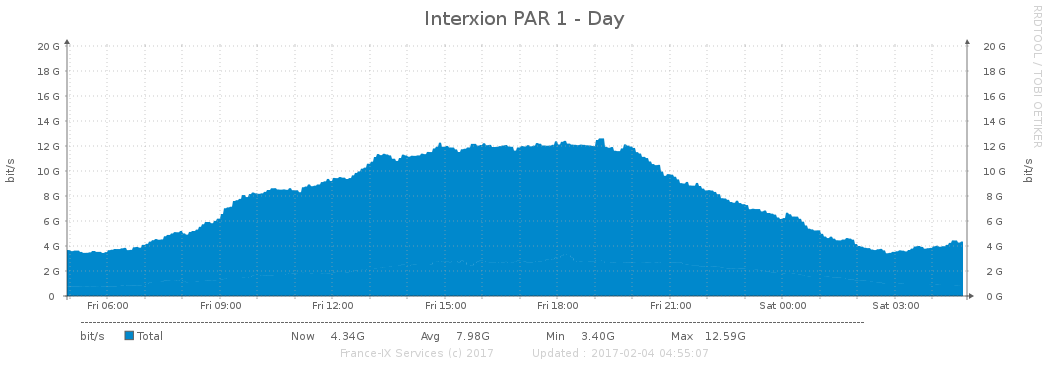 Interxion PAR 1 - Day
RRDTOOL / TOBI OETIKER
bit/s
20 G 20 G
18 G 18 G
16 G 16 G
14 G 14 G
12 G 12 G
10 G 10 G
8 G 8 G
6 G 6 G
4 G 4 G
2 G 2 G
0 0 G
bit/s
Fri 06:00 Fri 09:00 Fri 12:00 Fri 15:00 Fri 18:00 Fri 21:00 Sat 00:00 Sat 03:00
bit/s Total Now 4.34G Avg 7.98G Min 3.40G Max 12.59G
France-IX Services (c) 2017 Updated : 2017-02-04 04:55:07